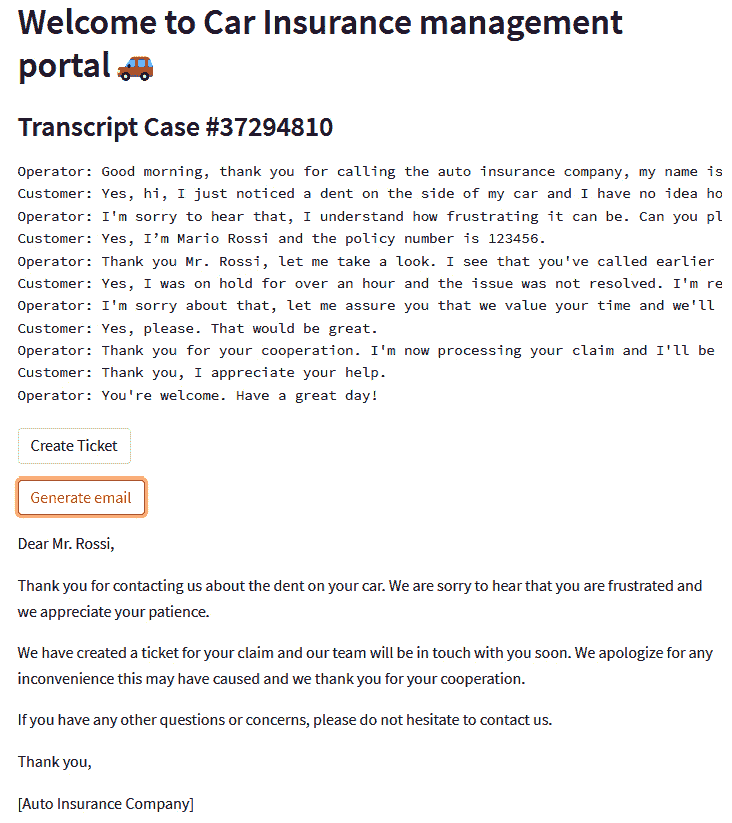 Welcome to Car Insurance management
portal
Transcript Case #37294810
Operator: Good morning, thank you for calling the auto insurance company, my name is
Customer: Yes, hi, I just noticed a dent on the side of my car and I have no idea ho
Operator: I'm sorry to hear that, I understand how frustrating it can be. Can you pl
Customer: Yes, I’m Mario Rossi and the policy number is 123456.
Operator: Thank you Mr. Rossi, let me take a look. I see that you've called earlier
Customer: Yes, I was on hold for over an hour and the issue was not resolved. I'm re
Operator: I'm sorry about that, let me assure you that we value your time and we'll
Customer: Yes, please. That would be great.
Operator: Thank you for your cooperation. I'm now processing your claim and I'll be
Customer: Thank you, I appreciate your help.
Operator: You're welcome. Have a great day!
Create Ticket
Generate email
Dear Mr. Rossi,
Thank you for contacting us about the dent on your car. We are sorry to hear that you are frustrated and
we appreciate your patience.
We have created a ticket for your claim and our team will be in touch with you soon. We apologize for any
inconvenience this may have caused and we thank you for your cooperation.
If you have any other questions or concerns, please do not hesitate to contact us.
Thank you,
[Auto Insurance Company]